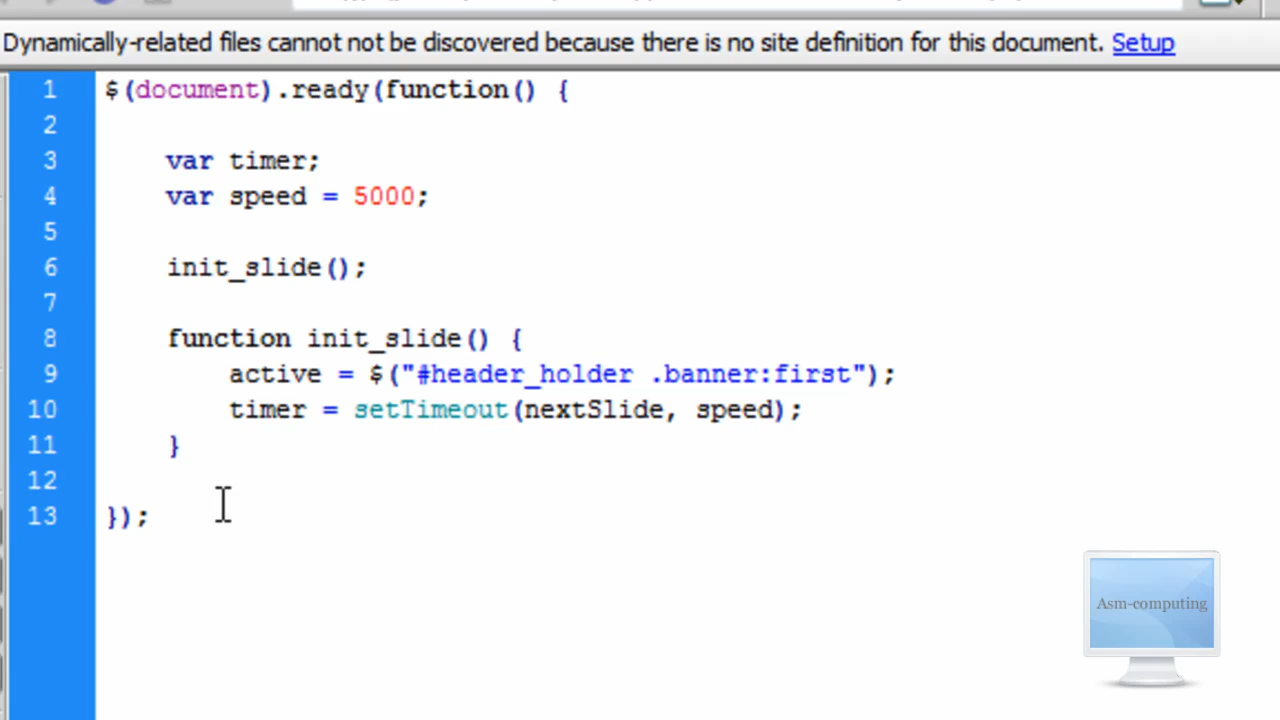 Dynamically-related files cannot not be discovered because there is no site definition for this document. Setup
1 $(document).ready(function() {
2
3 var timer;
4 var speed = 5000;
5
6 init_slide();
7
8 function init_slide() {
9 active = $("#header_holder .banner:first");
10 timer = setTimeout(nextSlide, speed);
11 }
12
13 });
Asm-computing